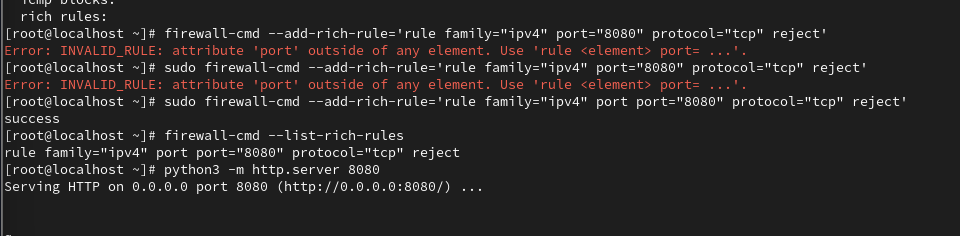 icmp blocks:
rich rules:
[root@localhost ~]# firewall-cmd --add-rich-rule='rule family="ipv4" port="8080" protocol="tcp" reject'
Error: INVALID_RULE: attribute 'port' outside of any element. Use 'rule <element> port= ...'.
[root@localhost ~]# sudo firewall-cmd --add-rich-rule='rule family="ipv4" port="8080" protocol="tcp" reject'
Error: INVALID_RULE: attribute 'port' outside of any element. Use 'rule <element> port= ...'.
[root@localhost ~]# sudo firewall-cmd --add-rich-rule='rule family="ipv4" port port="8080" protocol="tcp" reject'
success
[root@localhost ~]# firewall-cmd --list-rich-rules
rule family="ipv4" port port="8080" protocol="tcp" reject
[root@localhost ~]# python3 -m http.server 8080
Serving HTTP on 0.0.0.0 port 8080 (http://0.0.0.0:8080/) ...